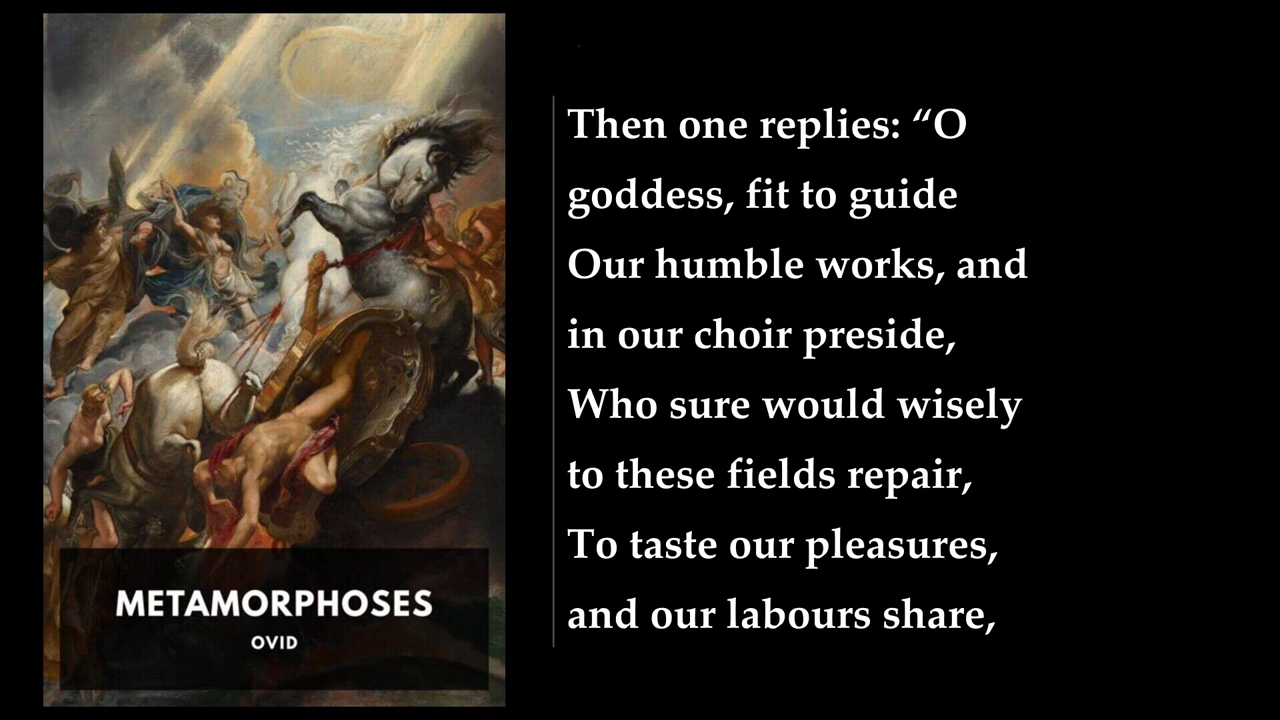 METAMORPHOSES
OVID
Then one replies: “O
goddess, fit to guide
Our humble works, and
in our choir preside,
Who sure would wisely
to these fields repair,
To taste our pleasures,
and our labours share,